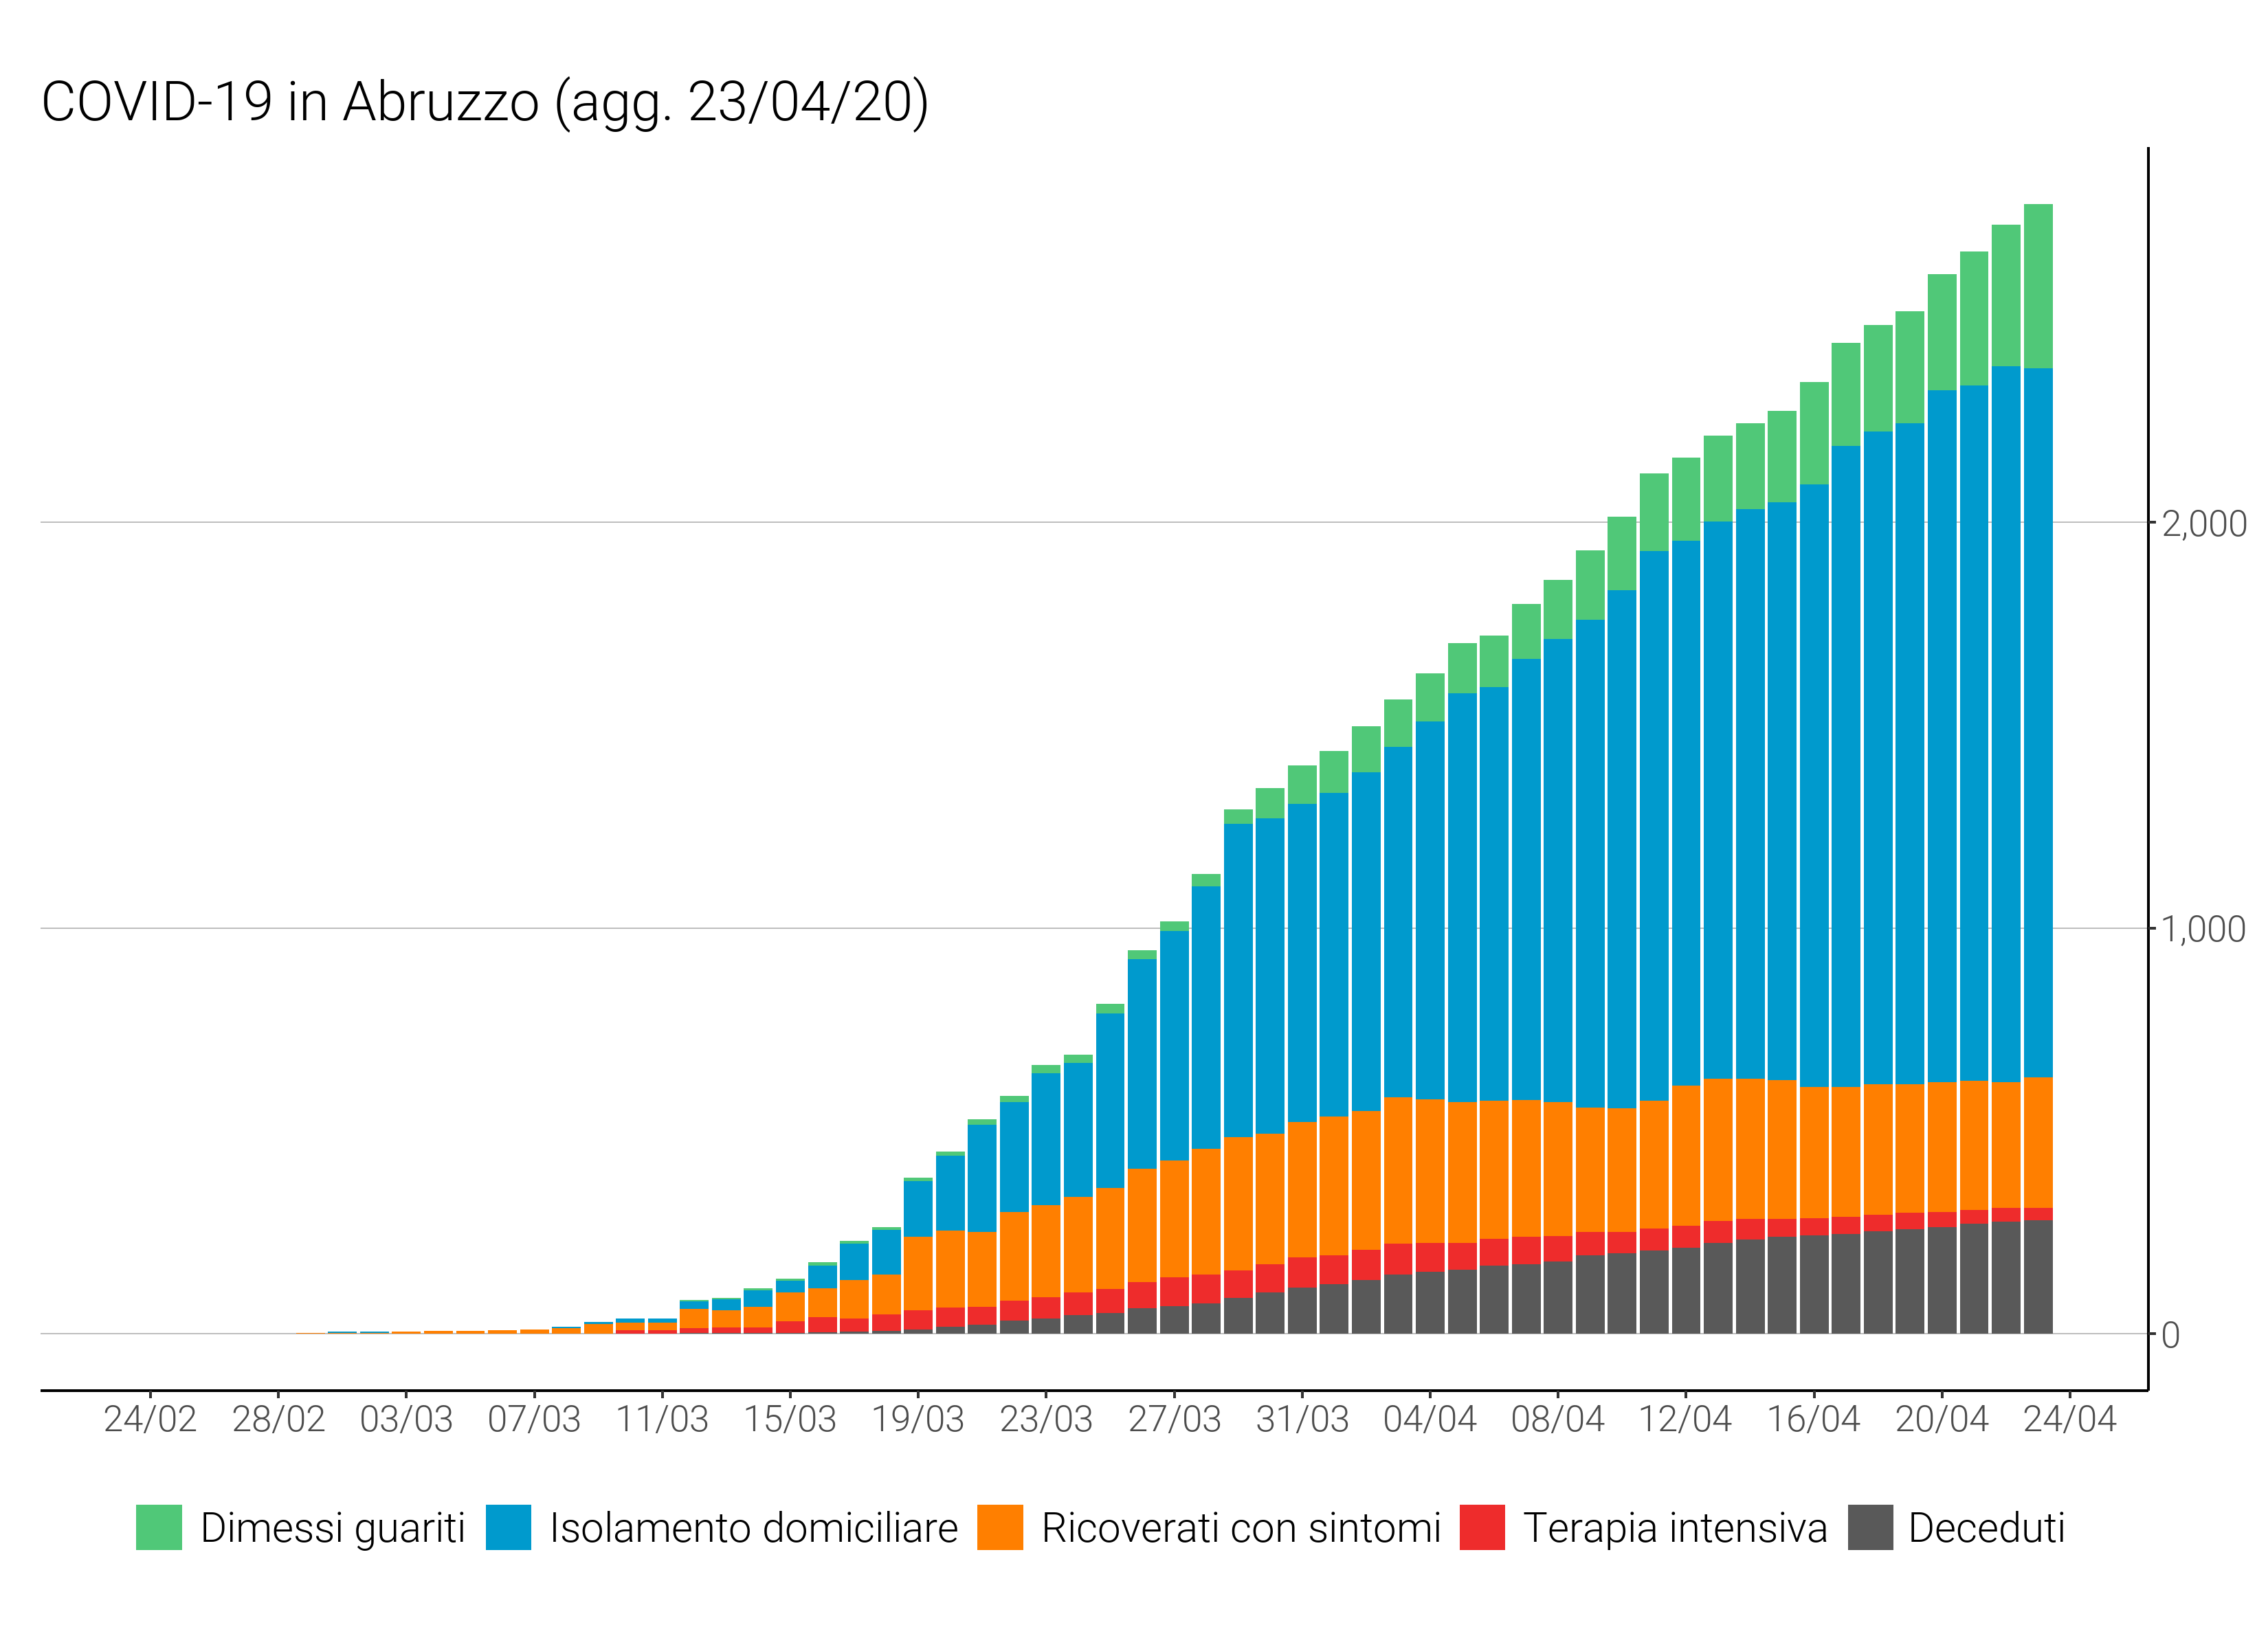 COVID-19 in Abruzzo (agg. 23/04/20)
2,000
1,000
0
24/02 28/02 03/03 07/03 11/03 15/03 19/03 23/03 27/03 31/03 04/04 08/04 12/04 16/04 20/04 24/04
Dimessi guariti Isolamento domiciliare Ricoverati con sintomi Terapia intensiva Deceduti